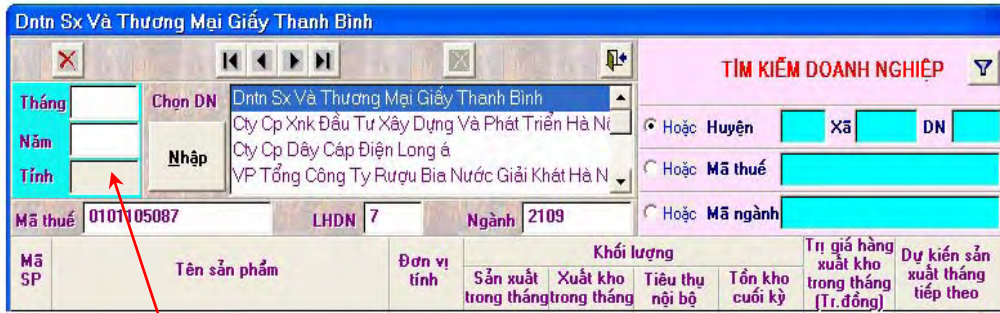 Dntn Sx Và Thương Mại Giấy Thanh Bình
TÌM KIẾM DOANH NGHIỆP
Tháng
Năm
Tỉnh
Chọn DN
Nhập
Dntn Sx Và Thương Mại Giấy Thanh Bình
Cty Cp Xnk Đầu Tư Xây Dựng Và Phát Triển Hà Nộ
Cty Cp Dây Cáp Điện Long á
VP Tổng Công Ty Rượu Bia Nước Giải Khát Hà N
Hoặc Huyện Xã DN
Hoặc Mã thuế
Hoặc Mã ngành
Mã thuế 0101105087 LHDN 7 Ngành 2109
Mã SP
Tên sản phẩm
Đơn vị tính
Khối lượng
Sản xuất trong tháng
Xuất kho trong tháng
Tiêu thụ nội bộ
Tồn kho cuối kỳ
Trị giá hàng xuất kho trong tháng (Tr.đồng)
Dự kiến sản xuất tháng tiếp theo